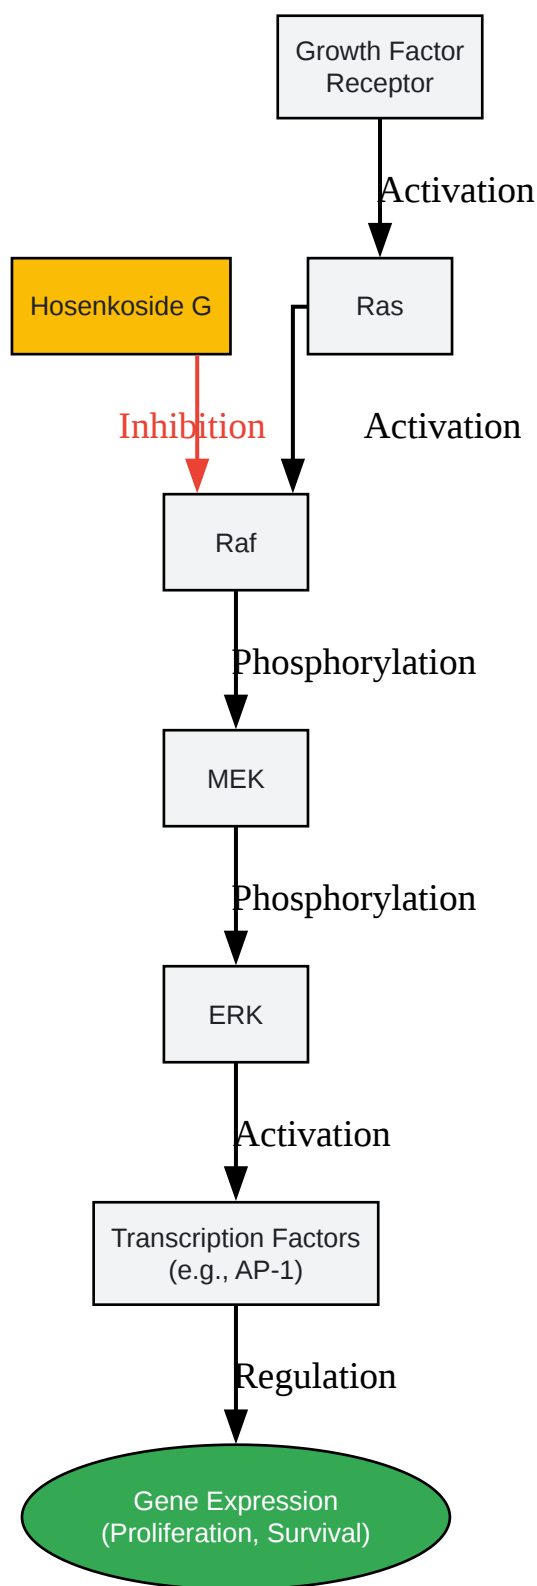 Growth Factor
Receptor
Activation
Hosenkoside G
Ras
Inhibition
Activation
Raf
Phosphorylation
MEK
Phosphorylation
ERK
Activation
Transcription Factors
(e.g., AP-1)
Regulation
Gene Expression
(Proliferation, Survival)